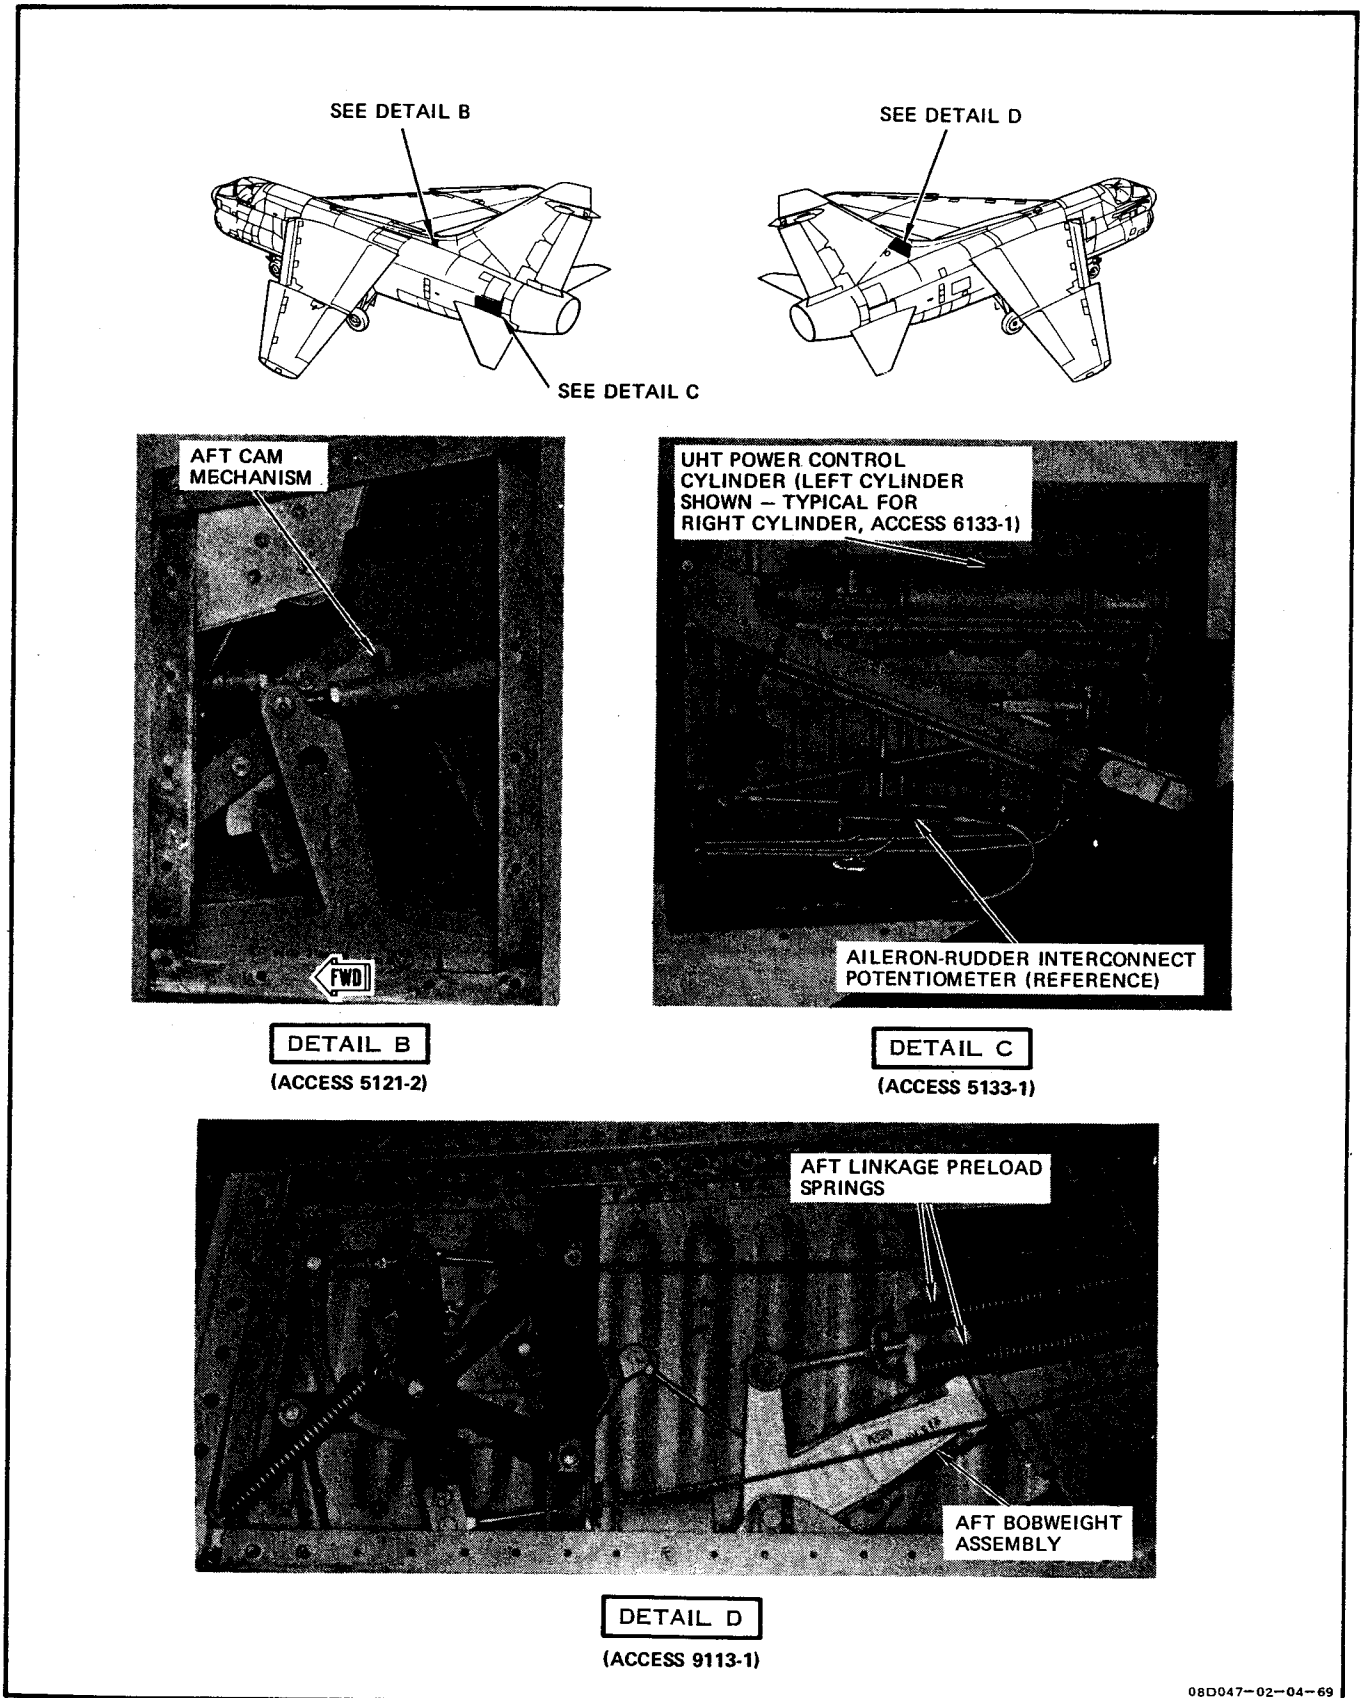 SEE DETAIL B
SEE DETAIL D
SEE DETAIL C
AFT CAM
MECHANISM
FWD
DETAIL B
(ACCESS 5121-2)
UHT POWER CONTROL
CYLINDER (LEFT CYLINDER
SHOWN — TYPICAL FOR
RIGHT CYLINDER, ACCESS 6133-1)
AILERON-RUDDER INTERCONNECT
POTENTIOMETER (REFERENCE)
DETAIL C
(ACCESS 5133-1)
AFT LINKAGE PRELOAD
SPRINGS
AFT BOBWEIGHT
ASSEMBLY
DETAIL D
(ACCESS 9113-1)
08D047-02-04-69